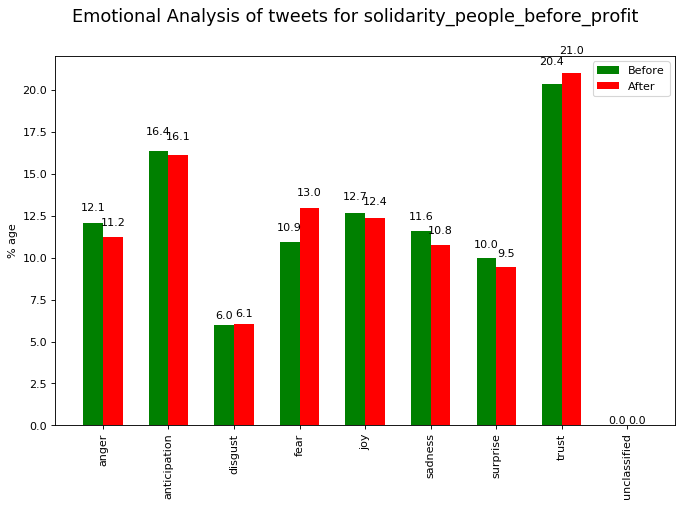 Emotional Analysis of tweets for solidarity_people_before_profit
Before
After
% age
20.0
17.5
15.0
12.5
10.0
7.5
5.0
2.5
0.0
12.1
11.2
16.4
16.1
6.0
6.1
10.9
13.0
12.7
12.4
11.6
10.8
10.0
9.5
20.4
21.0
0.0
0.0
anger
anticipation
disgust
fear
joy
sadness
surprise
trust
unclassified